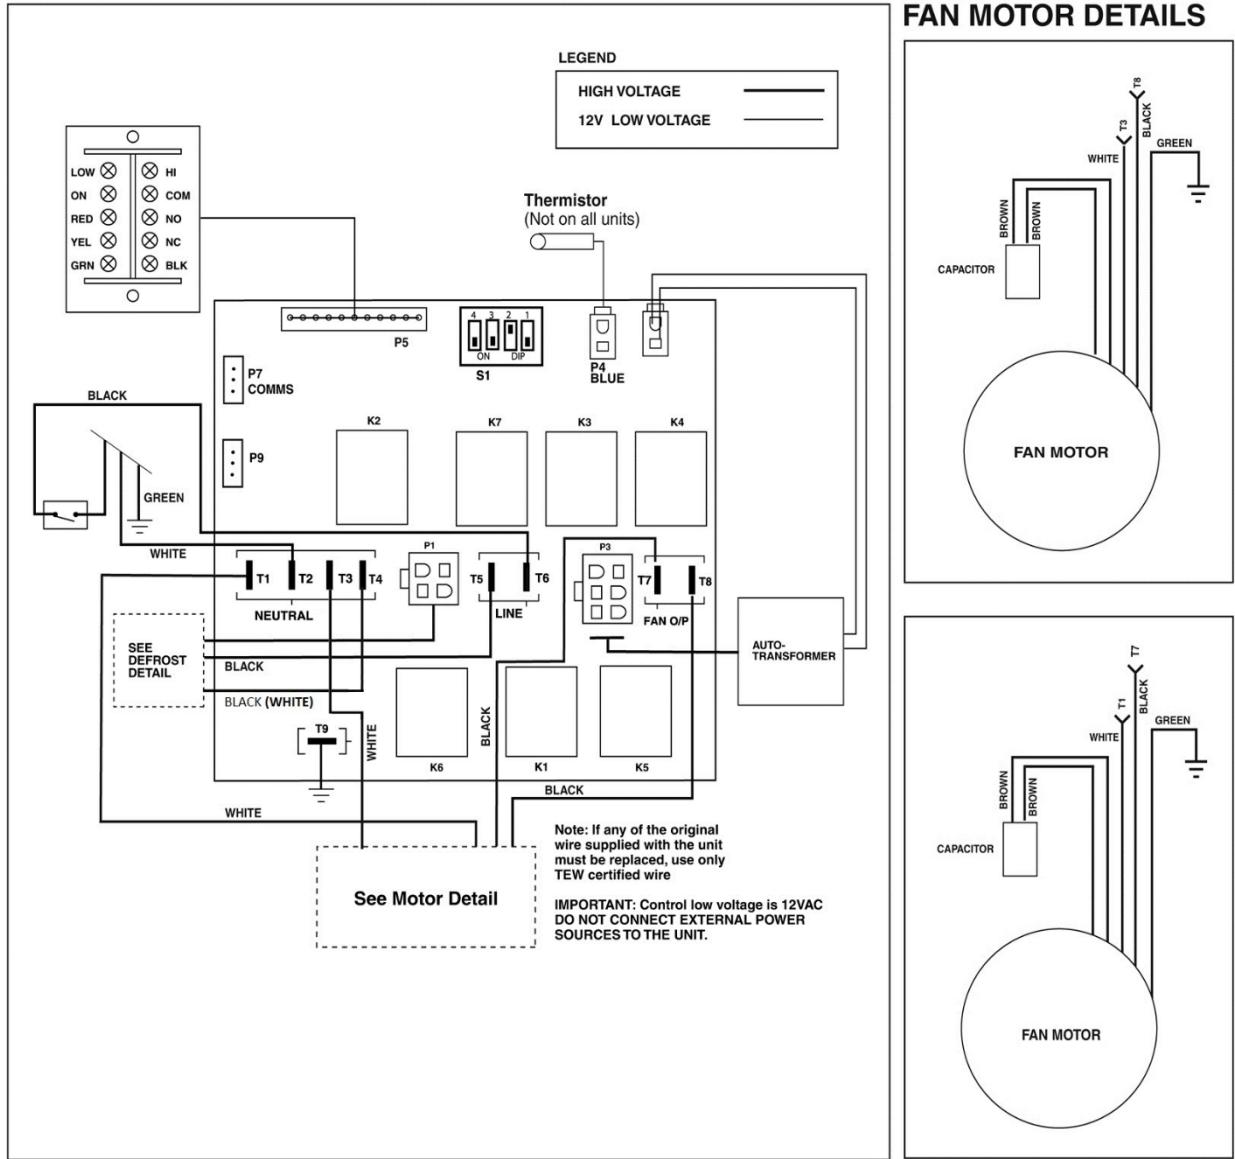 FAN MOTOR DETAILS
LEGEND
HIGH VOLTAGE
12V LOW VOLTAGE
LOW
HI
ON
COM
RED
NO
YEL
NC
GRN
BLK
Thermistor
(Not on all units)
P5
4 3 2 1
ON DIP
S1
P4
BLUE
P7
COMMS
BLACK
K2
K7
K3
K4
P9
GREEN
WHITE
P1
P3
T1
T2
T3
T4
T5
T6
T7
T8
NEUTRAL
LINE
FAN O/P
SEE
DEFROST
DETAIL
BLACK
BLACK (WHITE)
AUTO-
TRANSFORMER
T9
WHITE
BLACK
K6
K1
K5
BLACK
WHITE
See Motor Detail
Note: If any of the original
wire supplied with the unit
must be replaced, use only
TEW certified wire
IMPORTANT: Control low voltage is 12VAC
DO NOT CONNECT EXTERNAL POWER
SOURCES TO THE UNIT.
T8
BLACK
T3
WHITE
GREEN
BROWN
BROWN
CAPACITOR
FAN MOTOR
T7
BLACK
T1
WHITE
GREEN
BROWN
BROWN
CAPACITOR
FAN MOTOR